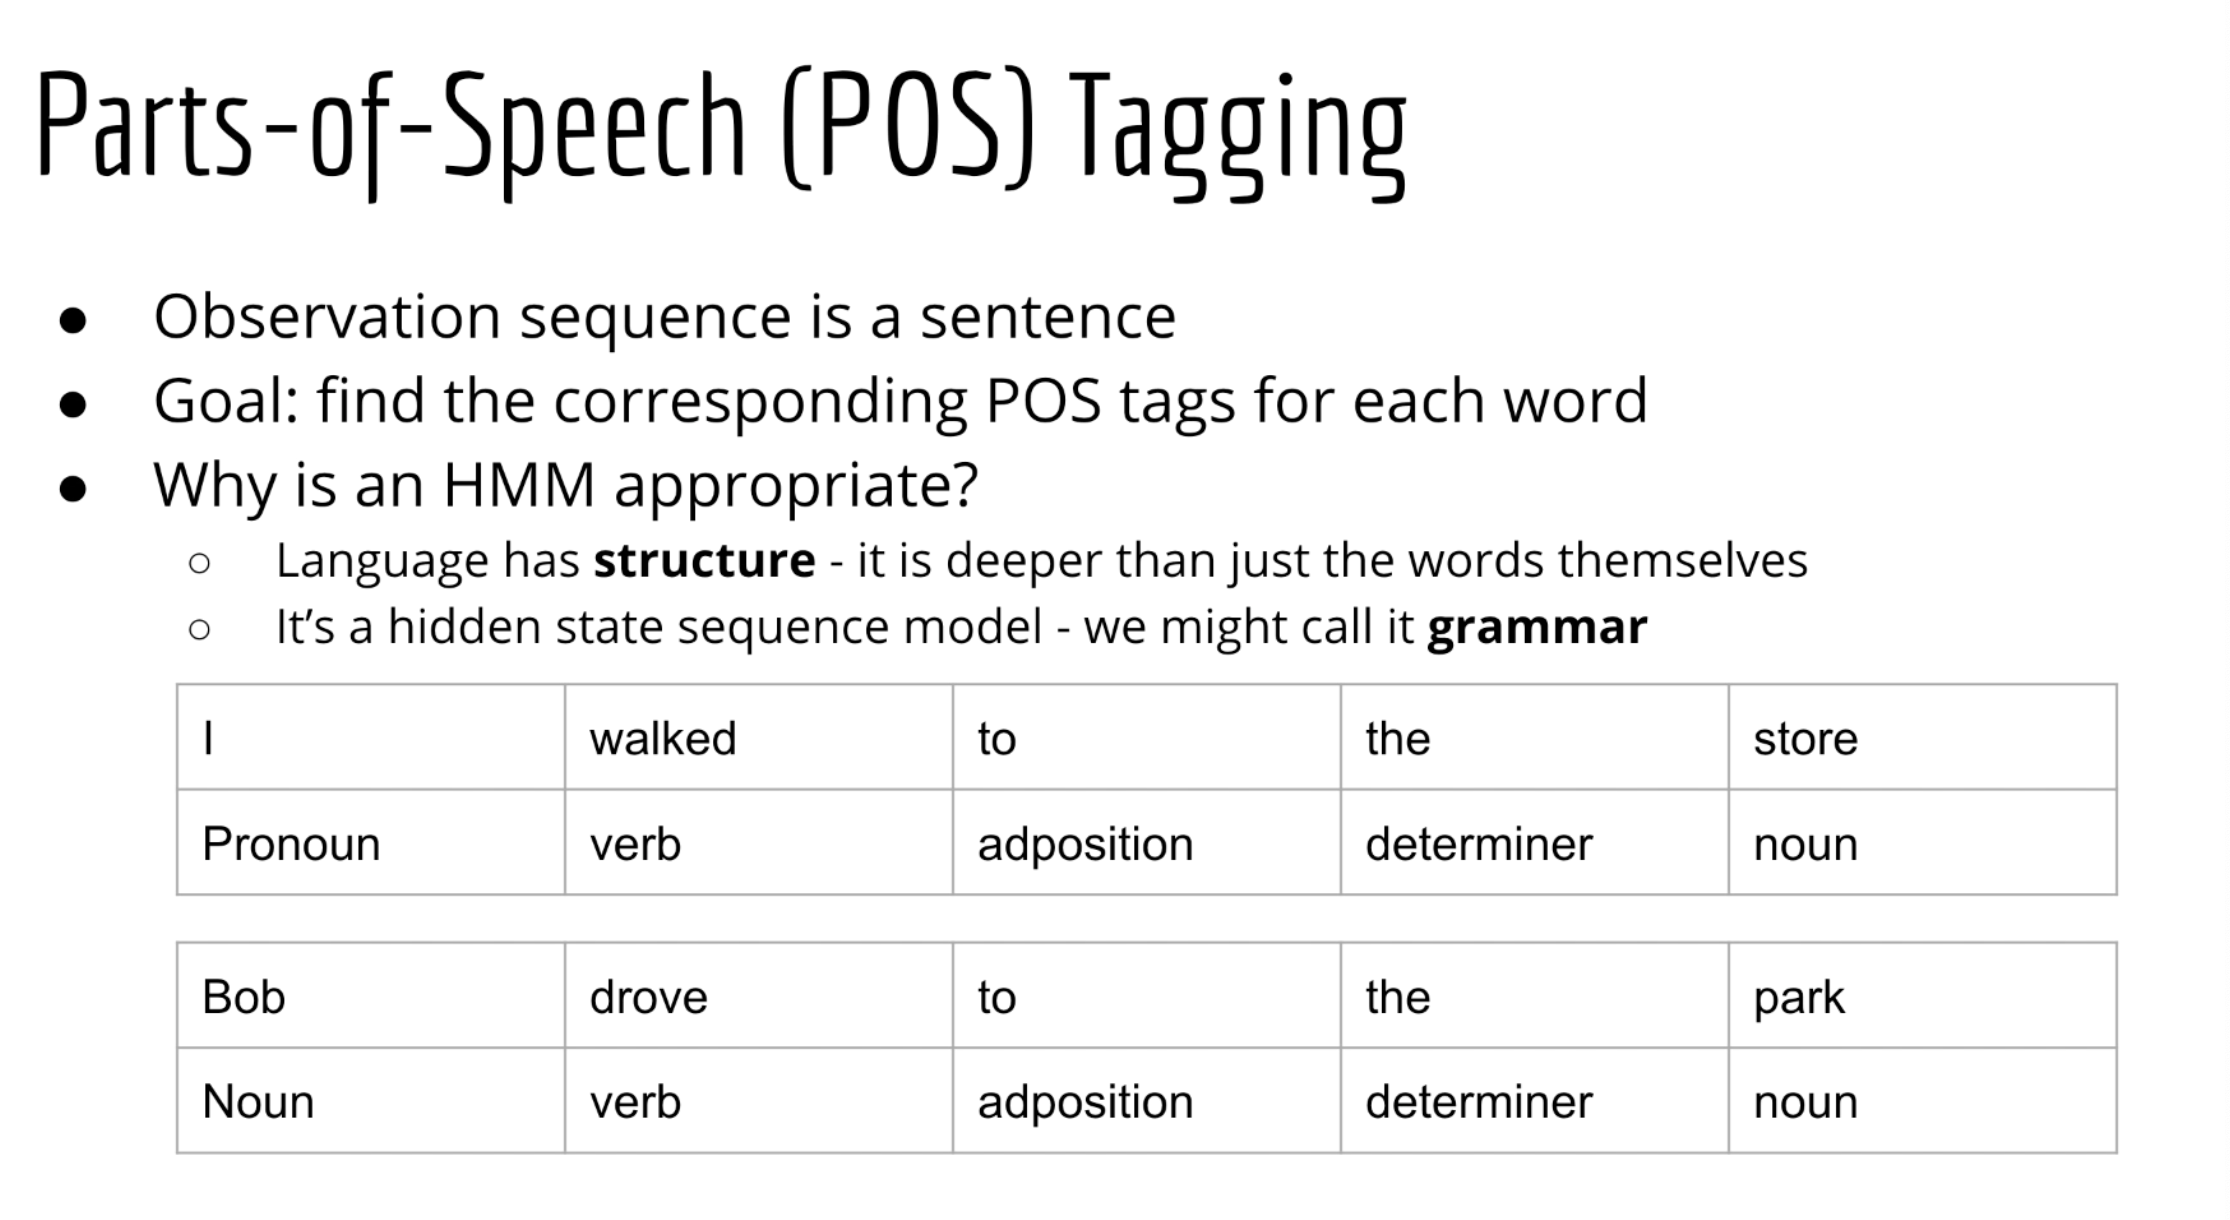 Parts-of-Speech (POS) Tagging
● Observation sequence is a sentence
● Goal: find the corresponding POS tags for each word
● Why is an HMM appropriate?
○ Language has structure - it is deeper than just the words themselves
○ It’s a hidden state sequence model - we might call it grammar
I walked to the store
Pronoun verb adposition determiner noun
Bob drove to the park
Noun verb adposition determiner noun